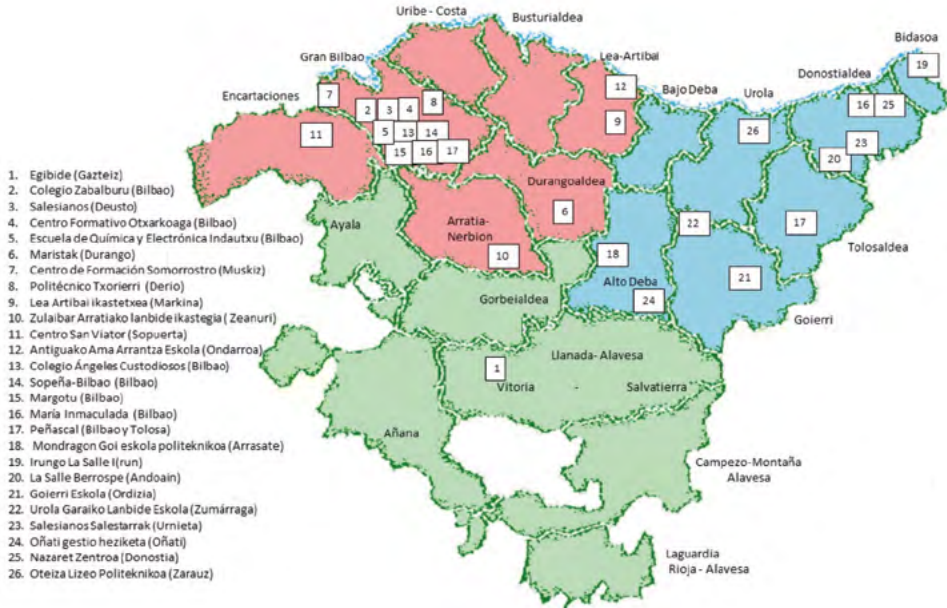 Uribe - Costa
Busturialdea
Gran Bilbao
Lea-Artibai
Bidasoa
19
Donostialdea
7
Encartaciones
12
Bajo Deba
Urola
2 3 4 8
16 25
11
5 13 14
9
26
15 16 17
23
20
1. Egibide (Gazteiz)
2. Colegio Zabalburu (Bilbao)
3. Salesianos (Deusto)
4. Centro Formativo Otxarkoaga (Bilbao)
5. Escuela de Química y Electrónica Indautxu (Bilbao)
6. Maristak (Durango)
7. Centro de Formación Somorrostro (Muskiz)
8. Politécnico Txorierri (Derio)
9. Lea Artibai ikastetxea (Markina)
10. Zulaibar Arratiako lanbide ikastegia ( Zeanuri)
11. Centro San Viator (Sopuerta)
12. Antiguako Ama Arrantza Eskola (Ondarroa)
13. Colegio Ángeles Custodiosos (Bilbao)
14. Sopeña-Bilbao (Bilbao)
15. Margotu (Bilbao)
16. María Inmaculada (Bilbao)
17. Peñascal (Bilbao y Tolosa)
18. Mondragon Goi eskola politeknikoa (Arrasate)
19. Irungo La Salle I(run)
20. La Salle Berrospe (Andoain)
21. Goierri Eskola (Ordizia)
22. Urola Garaiko Lanbide Eskola (Zumárraga)
23. Salesianos Salestarrak (Urnieta)
24. Oñati gestio heziketa (Oñati)
25. Nazaret Zentroa (Donostia)
26. Oteiza Lizeo Politeknikoa (Zarauz)
Durangoaldea
6
Ayala
Arratia-
Nerbion
22
17
Tolosaldea
10
18
Alto Deba
21
Gorbeialdea
24
Goierri
Llanada- Alavesa
1
Vitoria - Salvatierra
Añana
Campezo-Montaña
Alavesa
Laguardia
Rioja - Alavesa